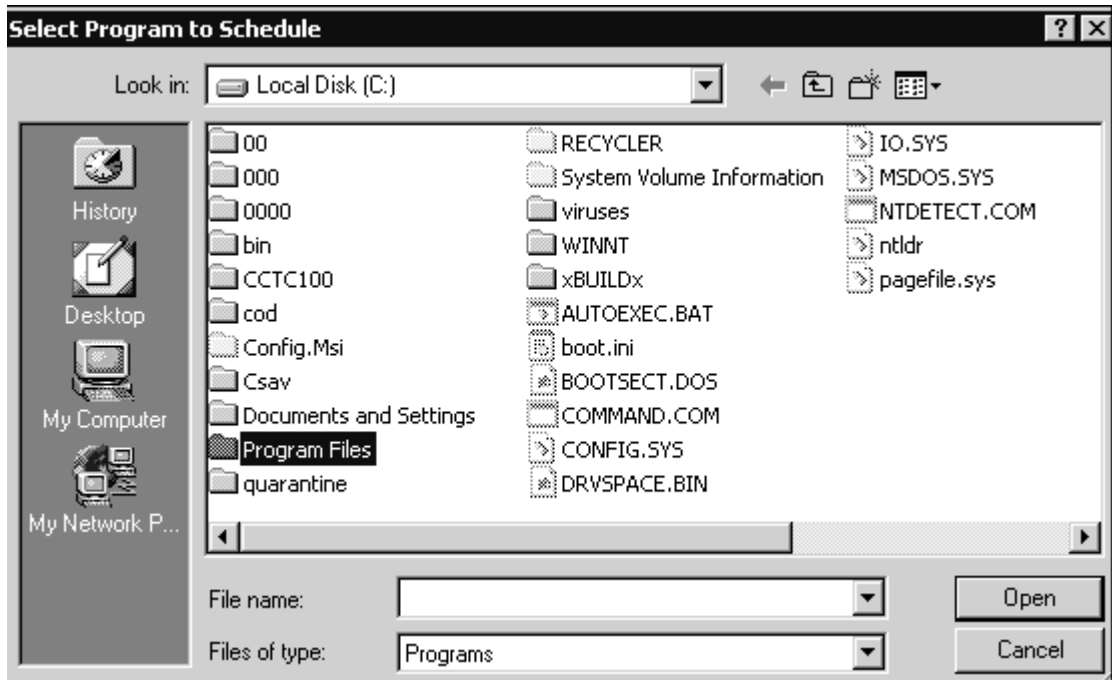 Select Program to Schedule
Look in: Local Disk (C:)
History
Desktop
My Computer
My Network P...
00
000
0000
bin
CCTC100
cod
Config.Msi
Csav
Documents and Settings
Program Files
quarantine
RECYCLER
System Volume Information
viruses
WINNT
xBUILDx
AUTOEXEC.BAT
boot.ini
BOOTSECT.DOS
COMMAND.COM
CONFIG.SYS
DRVSPACE.BIN
IO.SYS
MSDOS.SYS
NTDETECT.COM
ntldr
pagefile.sys
File name:
Open
Files of type: Programs
Cancel